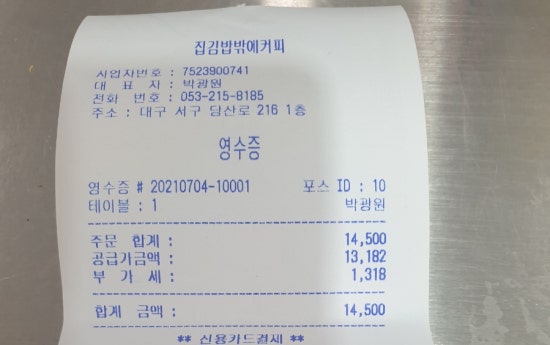 집김밥밖에커피
사업자번호 : 7523900741
대 표 자 : 박광원
전화 번호 : 053-215-8185
주소 : 대구 서구 당산로 216 1층
영수증
영수증 # 20210704-10001 포스 ID : 10
테이블 : 1 박광원
주문 합계 : 14,500
공급가금액 : 13,182
부 가 세 : 1,318
합계 금액 : 14,500
** 신용카드결제 **